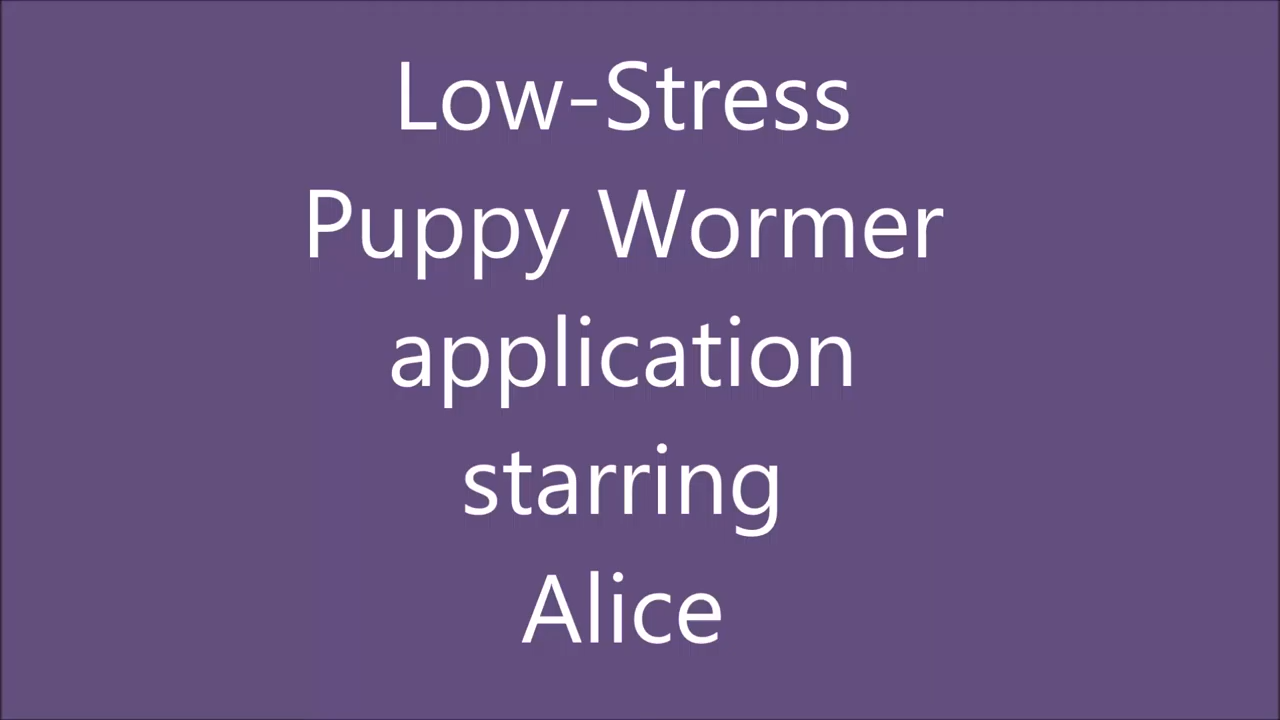 Low-Stress
Puppy Wormer
application
starring
Alice